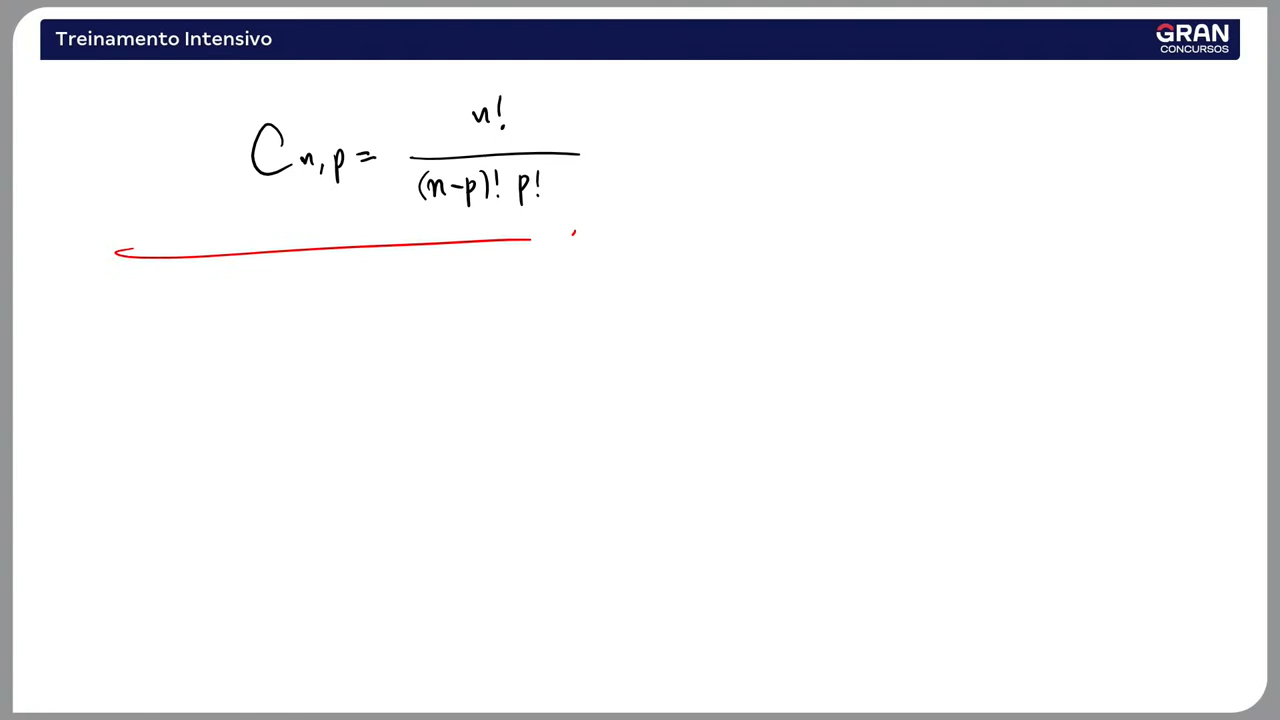 Treinamento Intensivo
GRAN
CONCURSOS
n!
Cn,p=
(n-p)! p!